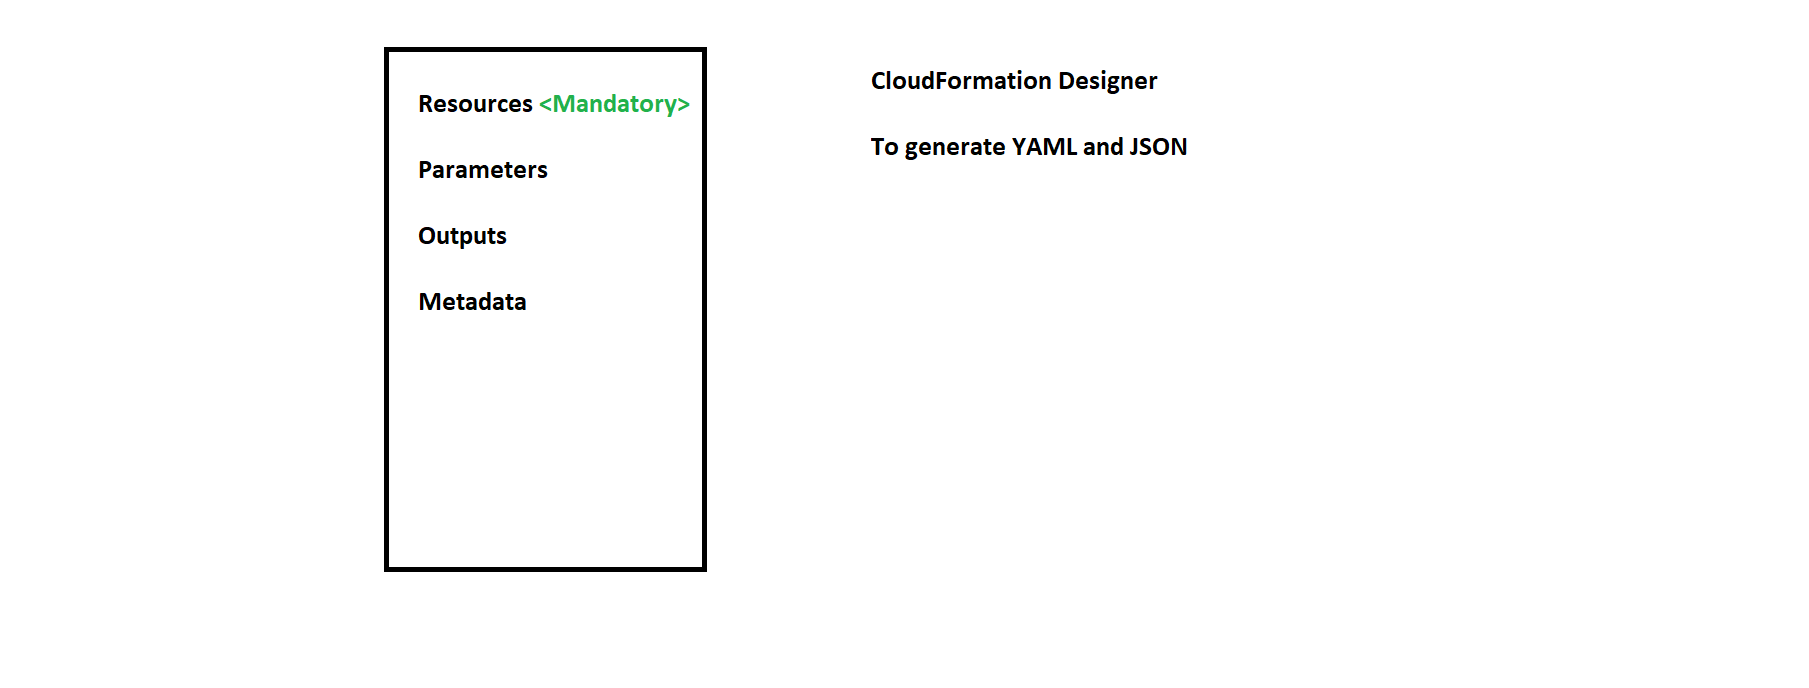 Resources <Mandatory>
Parameters
Outputs
Metadata
CloudFormation Designer
To generate YAML and JSON